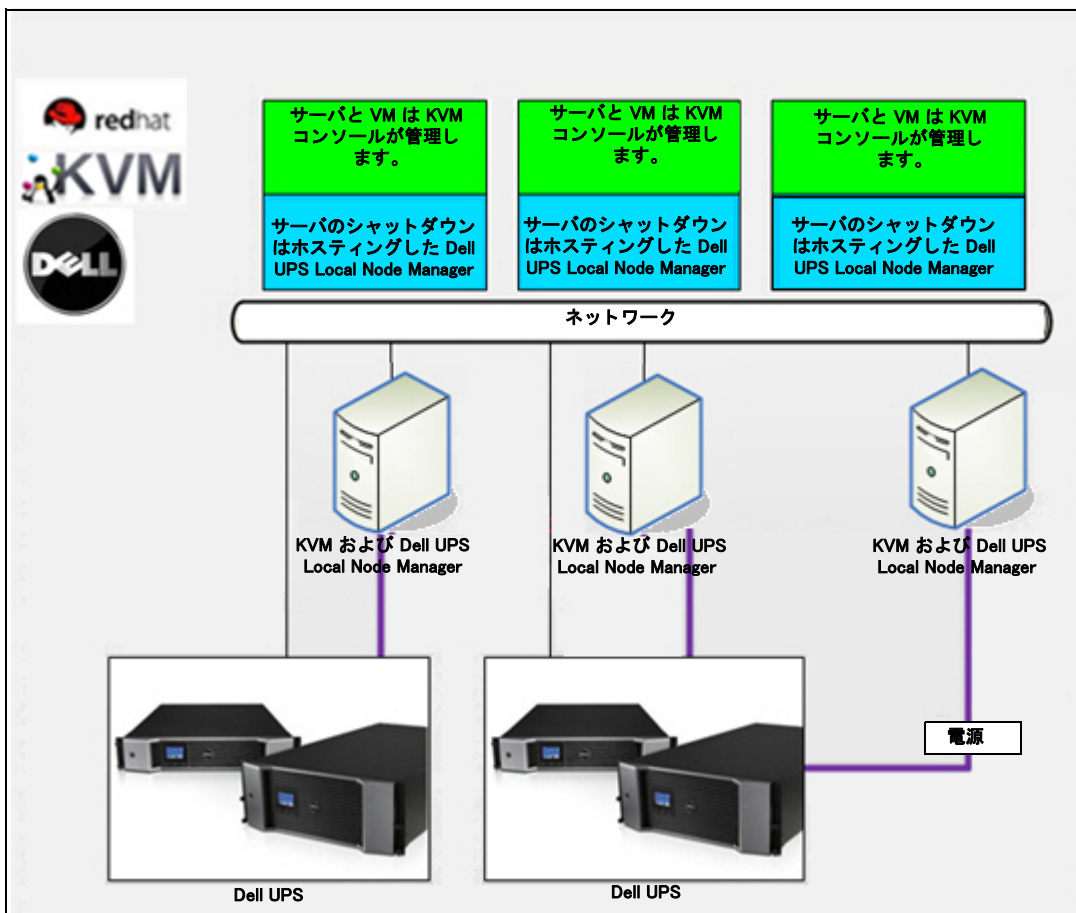 redhat
KVM
DELL
サーバと VM は KVM
コンソールが管理し
ます。
サーバのシャットダウン
はホスティングした Dell
UPS Local Node Manager
サーバと VM は KVM
コンソールが管理し
ます。
サーバのシャットダウン
はホスティングした Dell
UPS Local Node Manager
サーバと VM は KVM
コンソールが管理し
ます。
サーバのシャットダウン
はホスティングした Dell
UPS Local Node Manager
ネットワーク
KVM および Dell UPS
Local Node Manager
KVM および Dell UPS
Local Node Manager
KVM および Dell UPS
Local Node Manager
電源
Dell UPS
Dell UPS